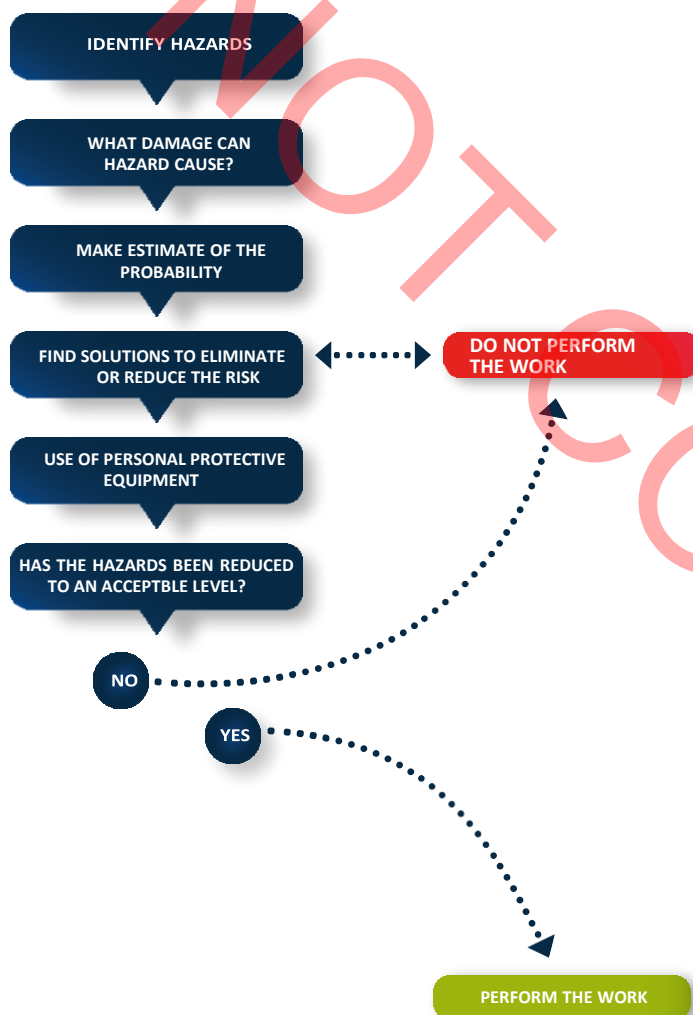 IDENTIFY HAZARDS
WHAT DAMAGE CAN
HAZARD CAUSE?
MAKE ESTIMATE OF THE
PROBABILITY
FIND SOLUTIONS TO ELIMINATE
OR REDUCE THE RISK
DO NOT PERFORM
THE WORK
USE OF PERSONAL PROTECTIVE
EQUIPMENT
HAS THE HAZARDS BEEN REDUCED
TO AN ACCEPTBLE LEVEL?
NO
YES
PERFORM THE WORK
NOT CO